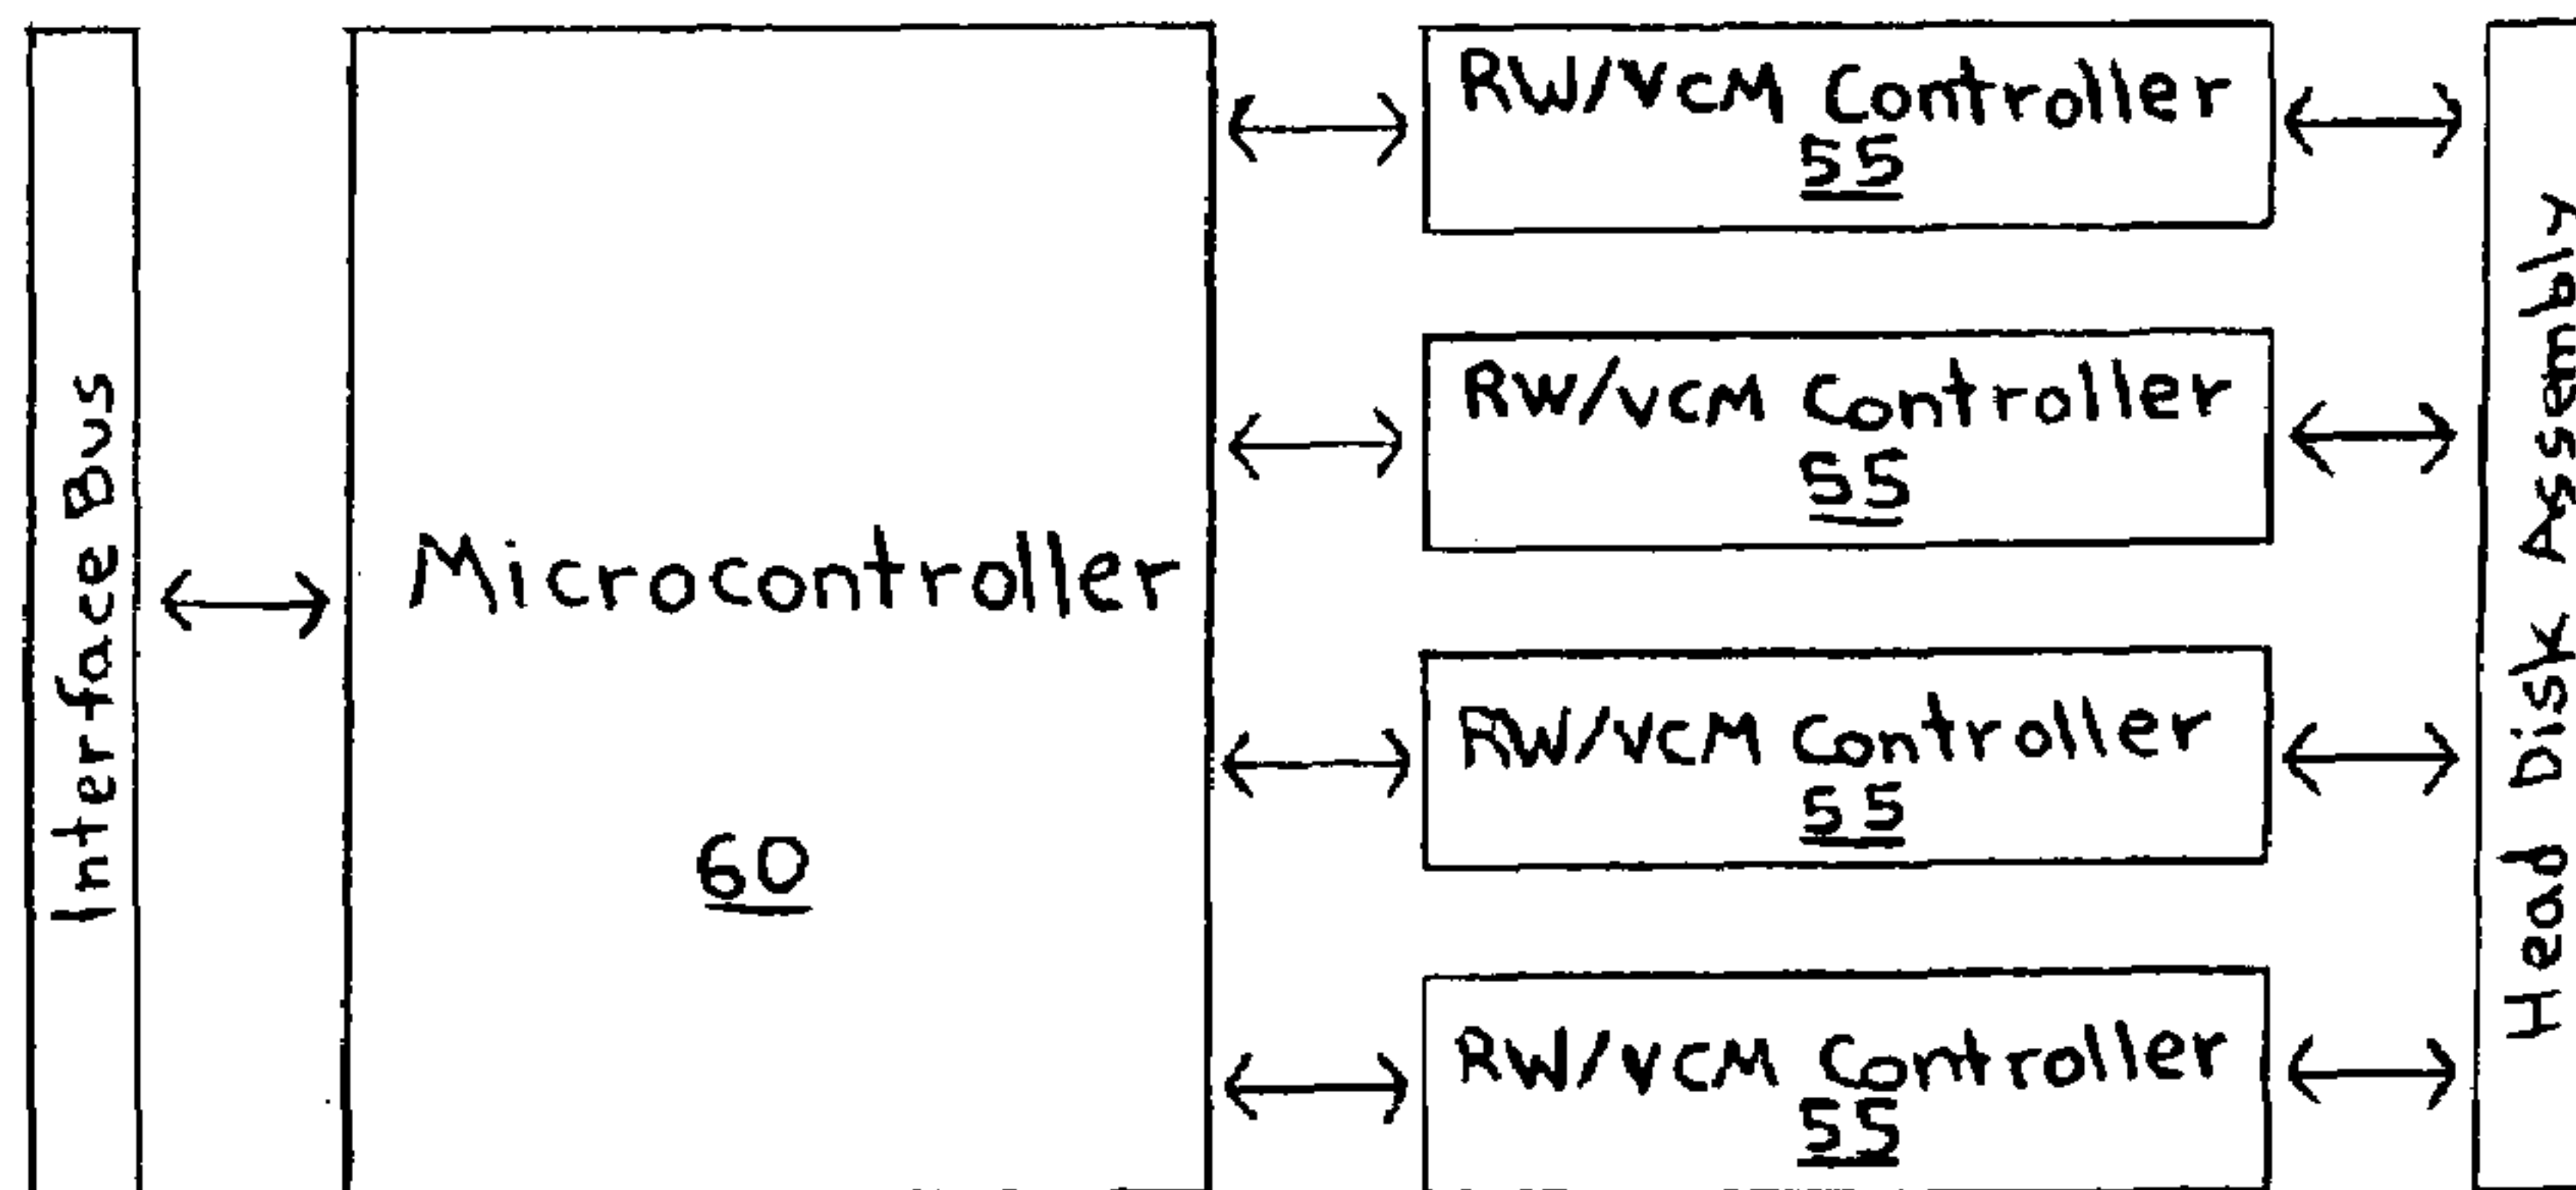 Interface Bus
Microcontroller
60
RW/VCM Controller
55
RW/VCM Controller
55
RW/VCM Controller
55
RW/VCM Controller
55
Head Disk Assembly